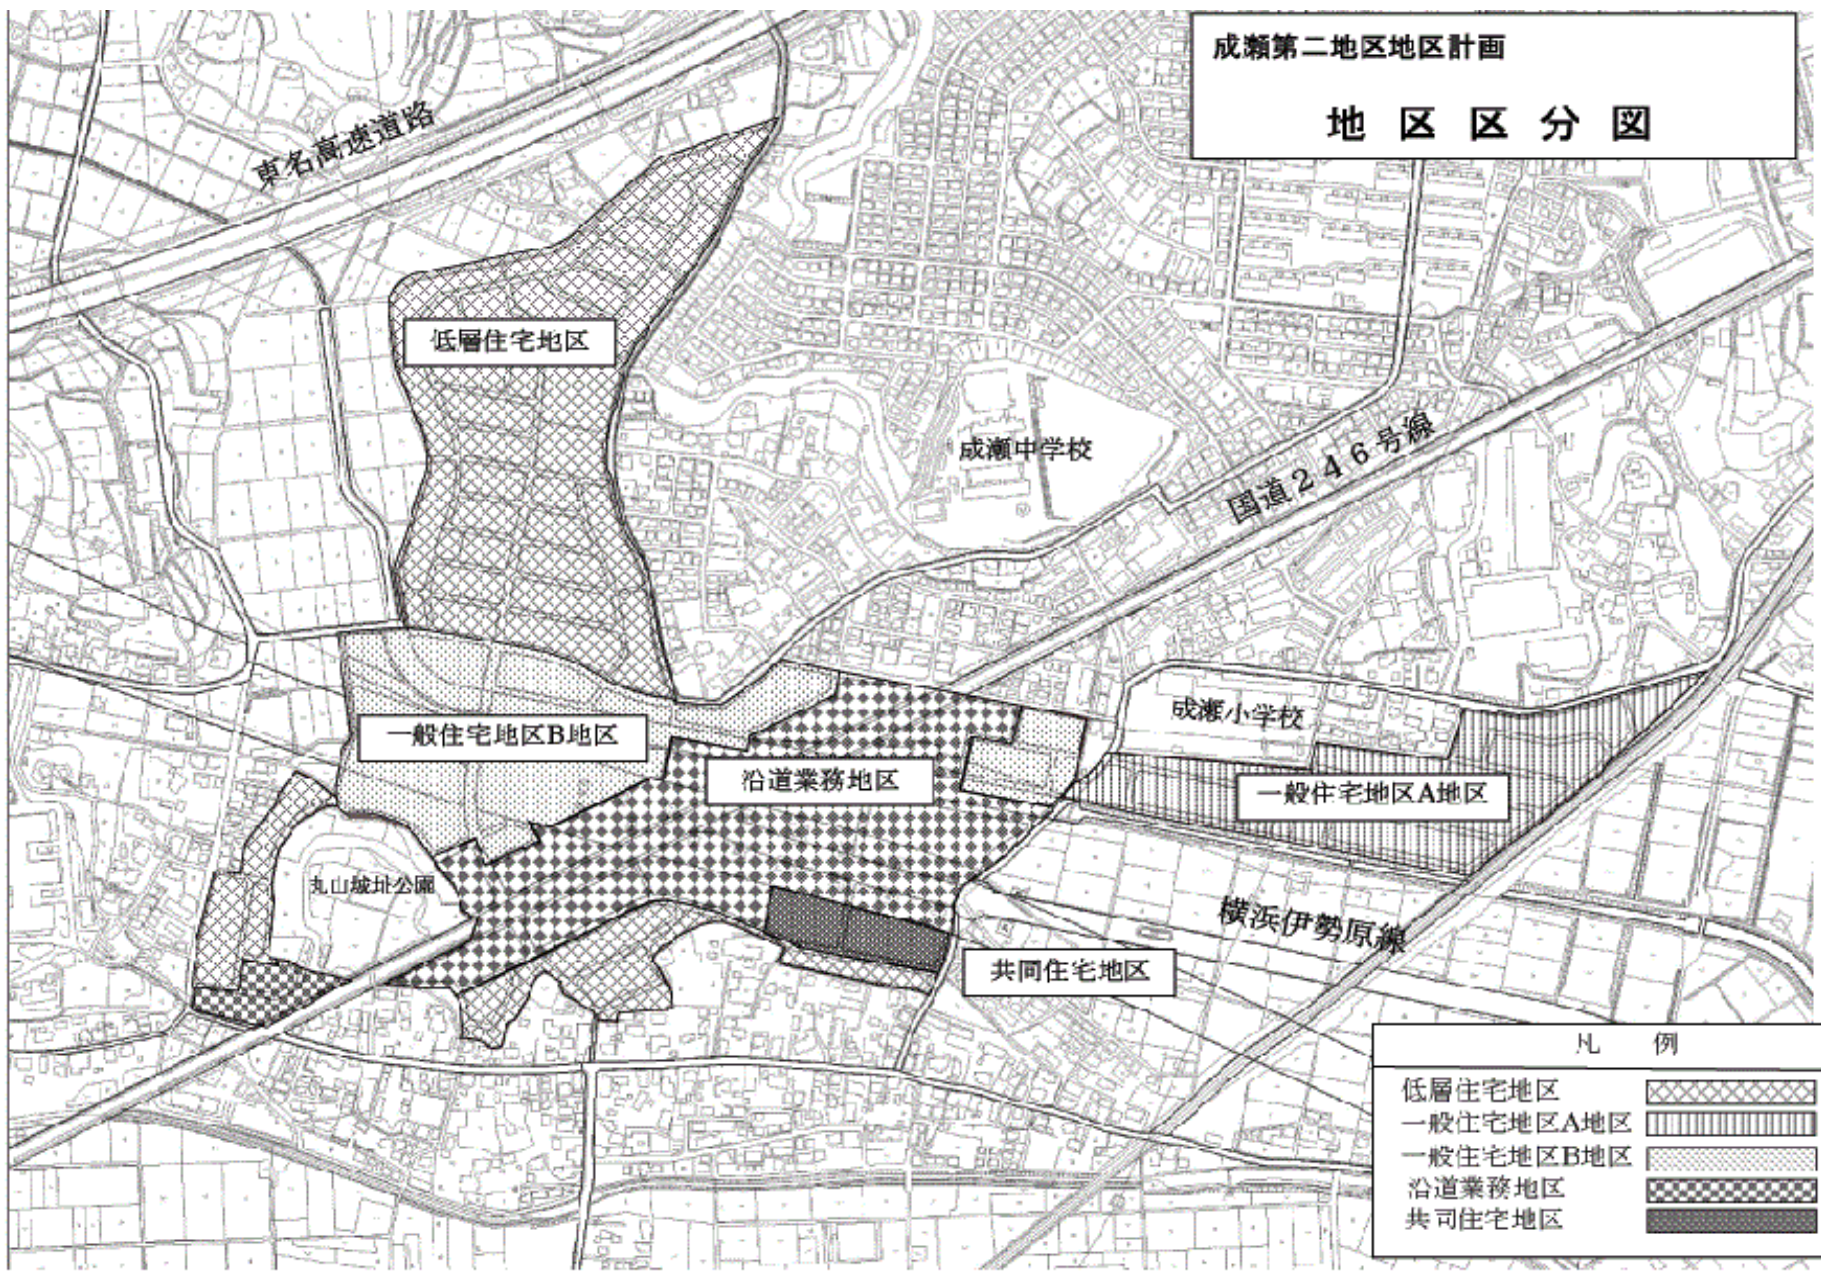 成瀬第二地区地区計画
地区区分図
東名高速道路
低層住宅地区
成瀬中学校
国道246号線
成瀬小学校
一般住宅地区B地区
沿道業務地区
一般住宅地区A地区
丸山城址公園
横浜伊勢原線
共同住宅地区
凡 例
低層住宅地区
一般住宅地区A地区
一般住宅地区B地区
沿道業務地区
共同住宅地区